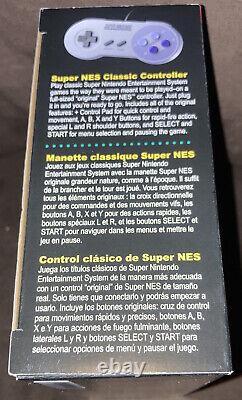 Super NES Classic Controller
Play classic Super Nintendo Entertainment System
games the way they were meant to be played–on a
full-sized "original" Super NES™ controller. Just plug
it in and you're ready to go. Includes all of the original
features: + Control Pad for quick control and
movement, A, B, X and Y Buttons for rapid-fire action,
special L and R shoulder buttons, and SELECT and
START for menu selection and pausing the game.
Manette classique Super NES
Jouez aux jeux classiques du Super Nintendo
Entertainment System avec la manette Super NES
originale grandeur nature, comme à l'époque. Il suffit
de la brancher et le tour est joué. Vous retrouverez
tous les éléments originaux : la croix directionnelle
pour des commandes et des mouvements vifs, les
boutons A, B, X et Y pour des actions rapides, les
boutons spéciaux L et R, et les boutons SELECT et
START pour naviguer dans les menus et mettre le
jeu en pause.
Control clásico de Super NES
Juega los títulos clásicos de Super Nintendo
Entertainment System de la manera más adecuada
con un control "original" de Super NES de tamaño
real. Solo tienes que conectarlo y podrás empezar a
usarlo. Incluye los botones originales: cruz de control
para movimientos rápidos y precisos, botones A, B,
X e Y para acciones de fuego fulminante, botones
laterales L y R y botones SELECT y START para
opciones de menú y pausar el juego.